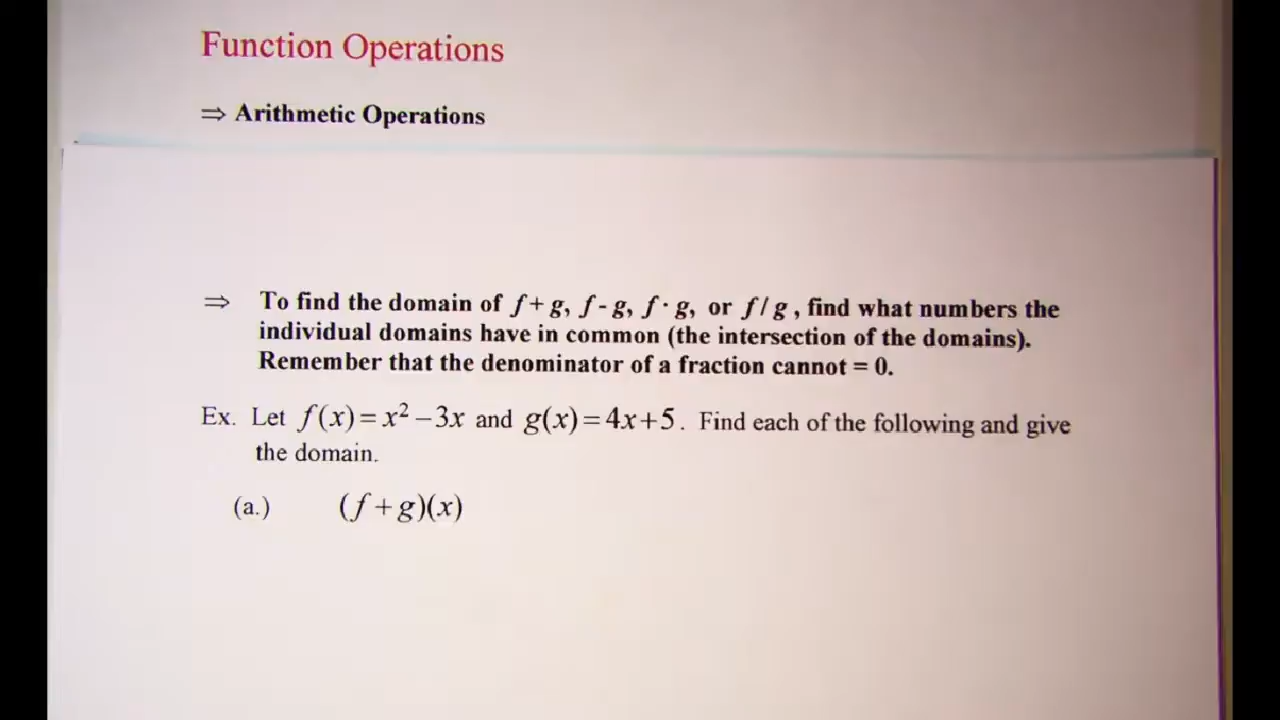 Function Operations
⇒ Arithmetic Operations
⇒ To find the domain of f + g, f - g, f · g, or f / g , find what numbers the
individual domains have in common (the intersection of the domains).
Remember that the denominator of a fraction cannot = 0.
Ex. Let f(x) = x² − 3x and g(x) = 4x + 5. Find each of the following and give
the domain.
(a.) (f + g)(x)